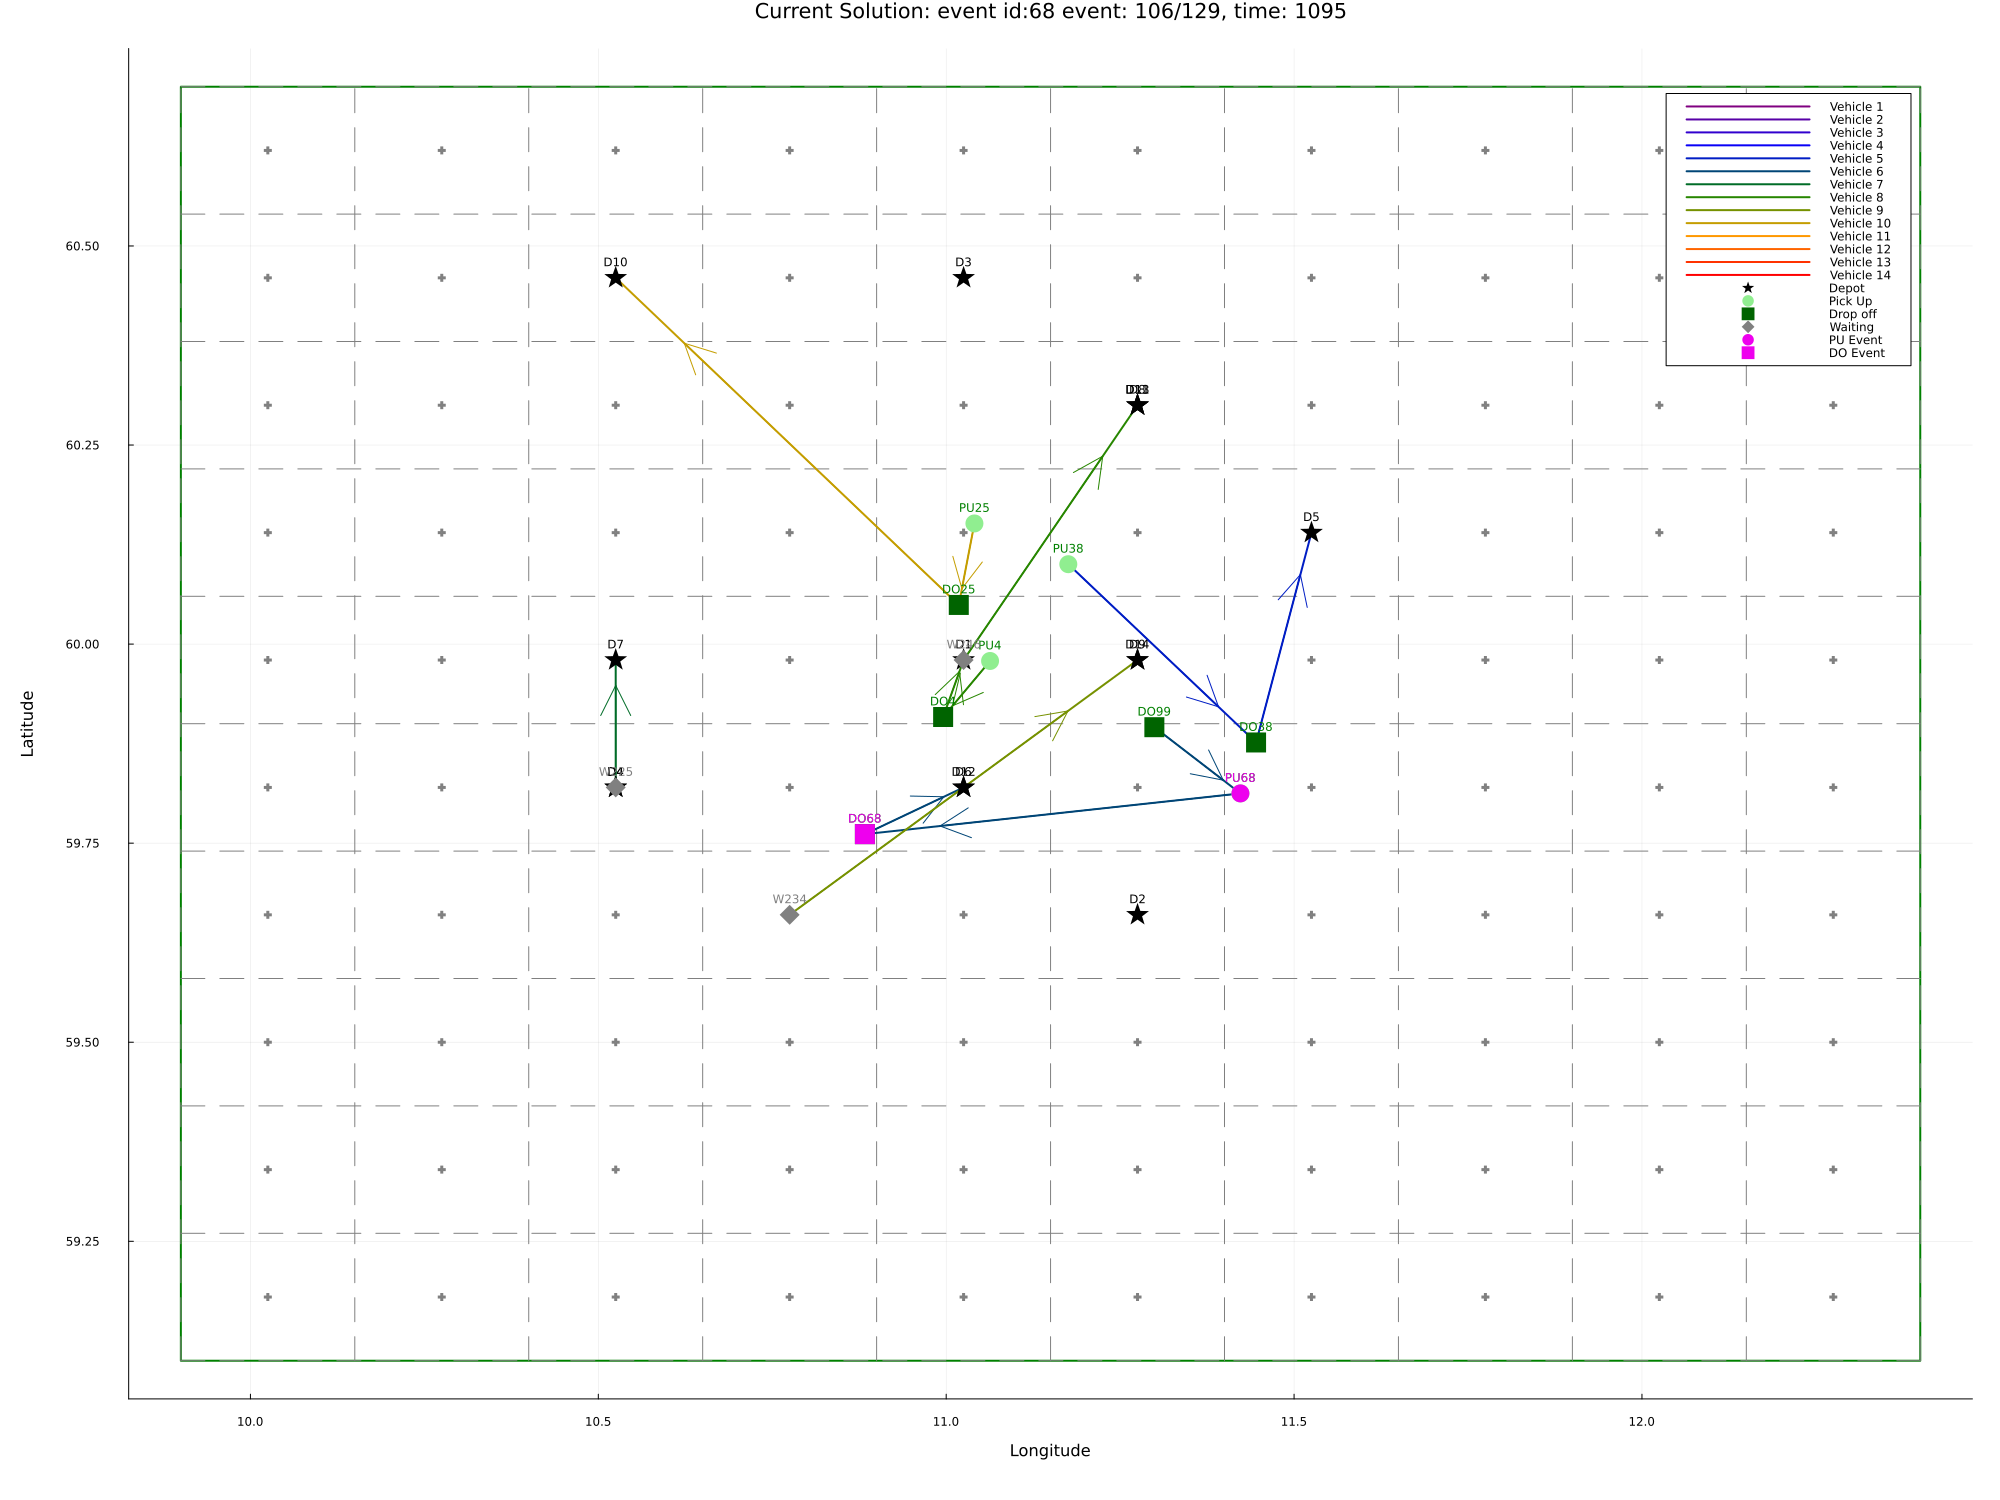 Current Solution: event id:68 event: 106/129, time: 1095
Vehicle 1
Vehicle 2
Vehicle 3
Vehicle 4
Vehicle 5
Vehicle 6
Vehicle 7
Vehicle 8
Vehicle 9
Vehicle 10
Vehicle 11
Vehicle 12
Vehicle 13
Vehicle 14
Depot
Pick Up
Drop off
Waiting
PU Event
DO Event
60.50
D10
D3
60.25
D5
PU25
PU38
DO25
60.00
D7
D1
PU4
DO4
DO99
DO38
D4
PU68
DO68
59.75
W234
D2
59.50
59.25
10.0
10.5
11.0
11.5
12.0
Longitude
Latitude